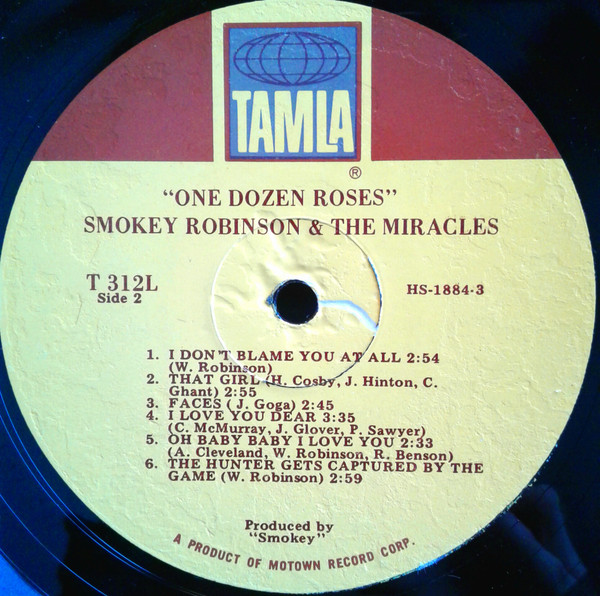 TAMLA
®
"ONE DOZEN ROSES"
SMOKEY ROBINSON & THE MIRACLES
T 312L
Side 2
HS-1884-3
1. I DON'T BLAME YOU AT ALL 2:54
(W. Robinson)
2. THAT GIRL (H. Cosby, J. Hinton, C.
Ghant) 2:55
3. FACES ( J. Goga) 2:45
4. I LOVE YOU DEAR 3:35
(C. McMurray, J. Glover, P. Sawyer)
5. OH BABY BABY I LOVE YOU 2:33
(A. Cleveland, W. Robinson, R. Benson)
6. THE HUNTER GETS CAPTURED BY THE
GAME (W. Robinson) 2:59
Produced by
"Smokey"
A PRODUCT OF MOTOWN RECORD CORP.